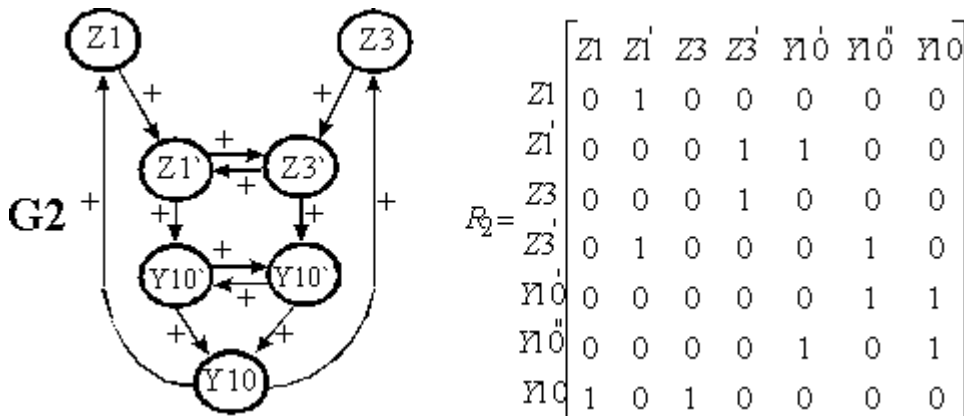 Z1 Z3
+ +
+
Z1` Z3`
+
G2 + + + +
+
Y10` Y10`
+
+ +
Y10
Z1 Z1' Z3 Z3' Y10' Y10" Y10
Z1 0 1 0 0 0 0 0
Z1' 0 0 0 1 1 0 0
Z3 0 0 0 1 0 0 0
R2= Z3' 0 1 0 0 0 1 0
Y10' 0 0 0 0 0 1 1
Y10" 0 0 0 0 1 0 1
Y10 1 0 1 0 0 0 0